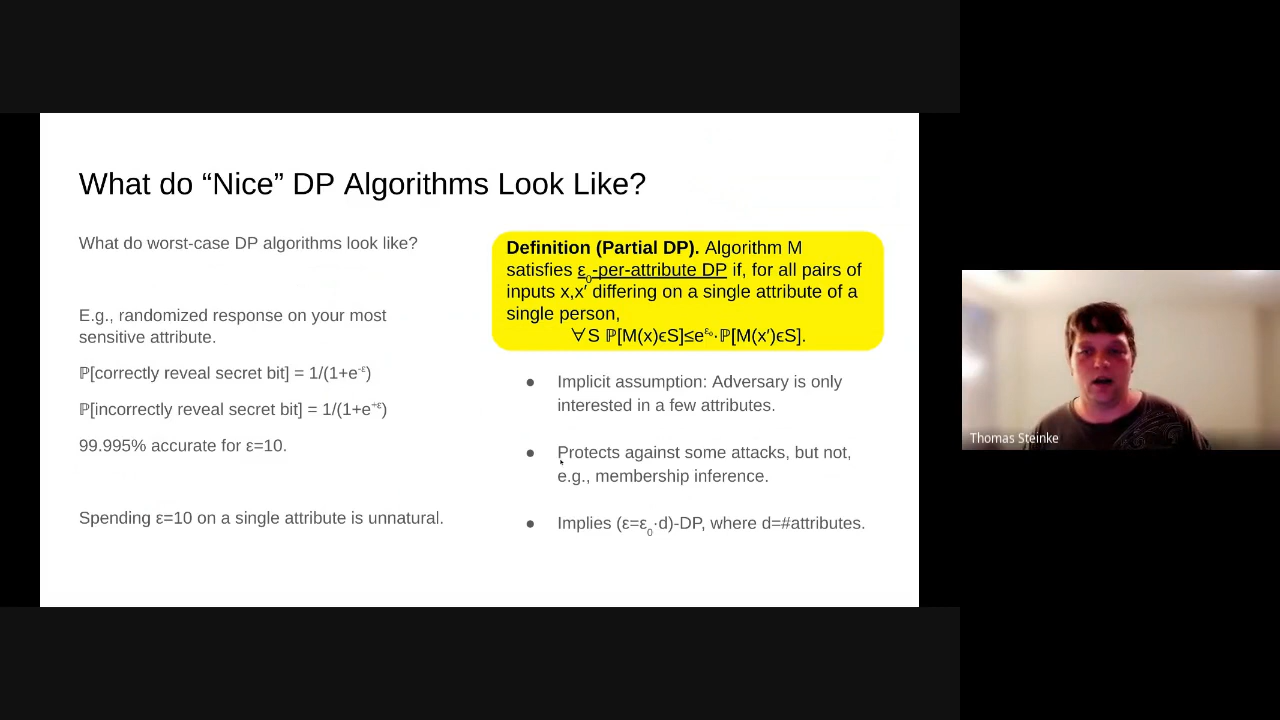 What do “Nice” DP Algorithms Look Like?
What do worst-case DP algorithms look like?
E.g., randomized response on your most
sensitive attribute.
ℙ[correctly reveal secret bit] = 1/(1+e⁻ᵋ)
ℙ[incorrectly reveal secret bit] = 1/(1+e⁺ᵋ)
99.995% accurate for ε=10.
Spending ε=10 on a single attribute is unnatural.
Definition (Partial DP). Algorithm M
satisfies ε₀-per-attribute DP if, for all pairs of
inputs x,x′ differing on a single attribute of a
single person,
∀S ℙ[M(x)ϵS]≤e^ε₀·ℙ[M(x′)ϵS].
● Implicit assumption: Adversary is only
interested in a few attributes.
● Protects against some attacks, but not,
e.g., membership inference.
● Implies (ε=ε₀·d)-DP, where d=#attributes.
Thomas Steinke